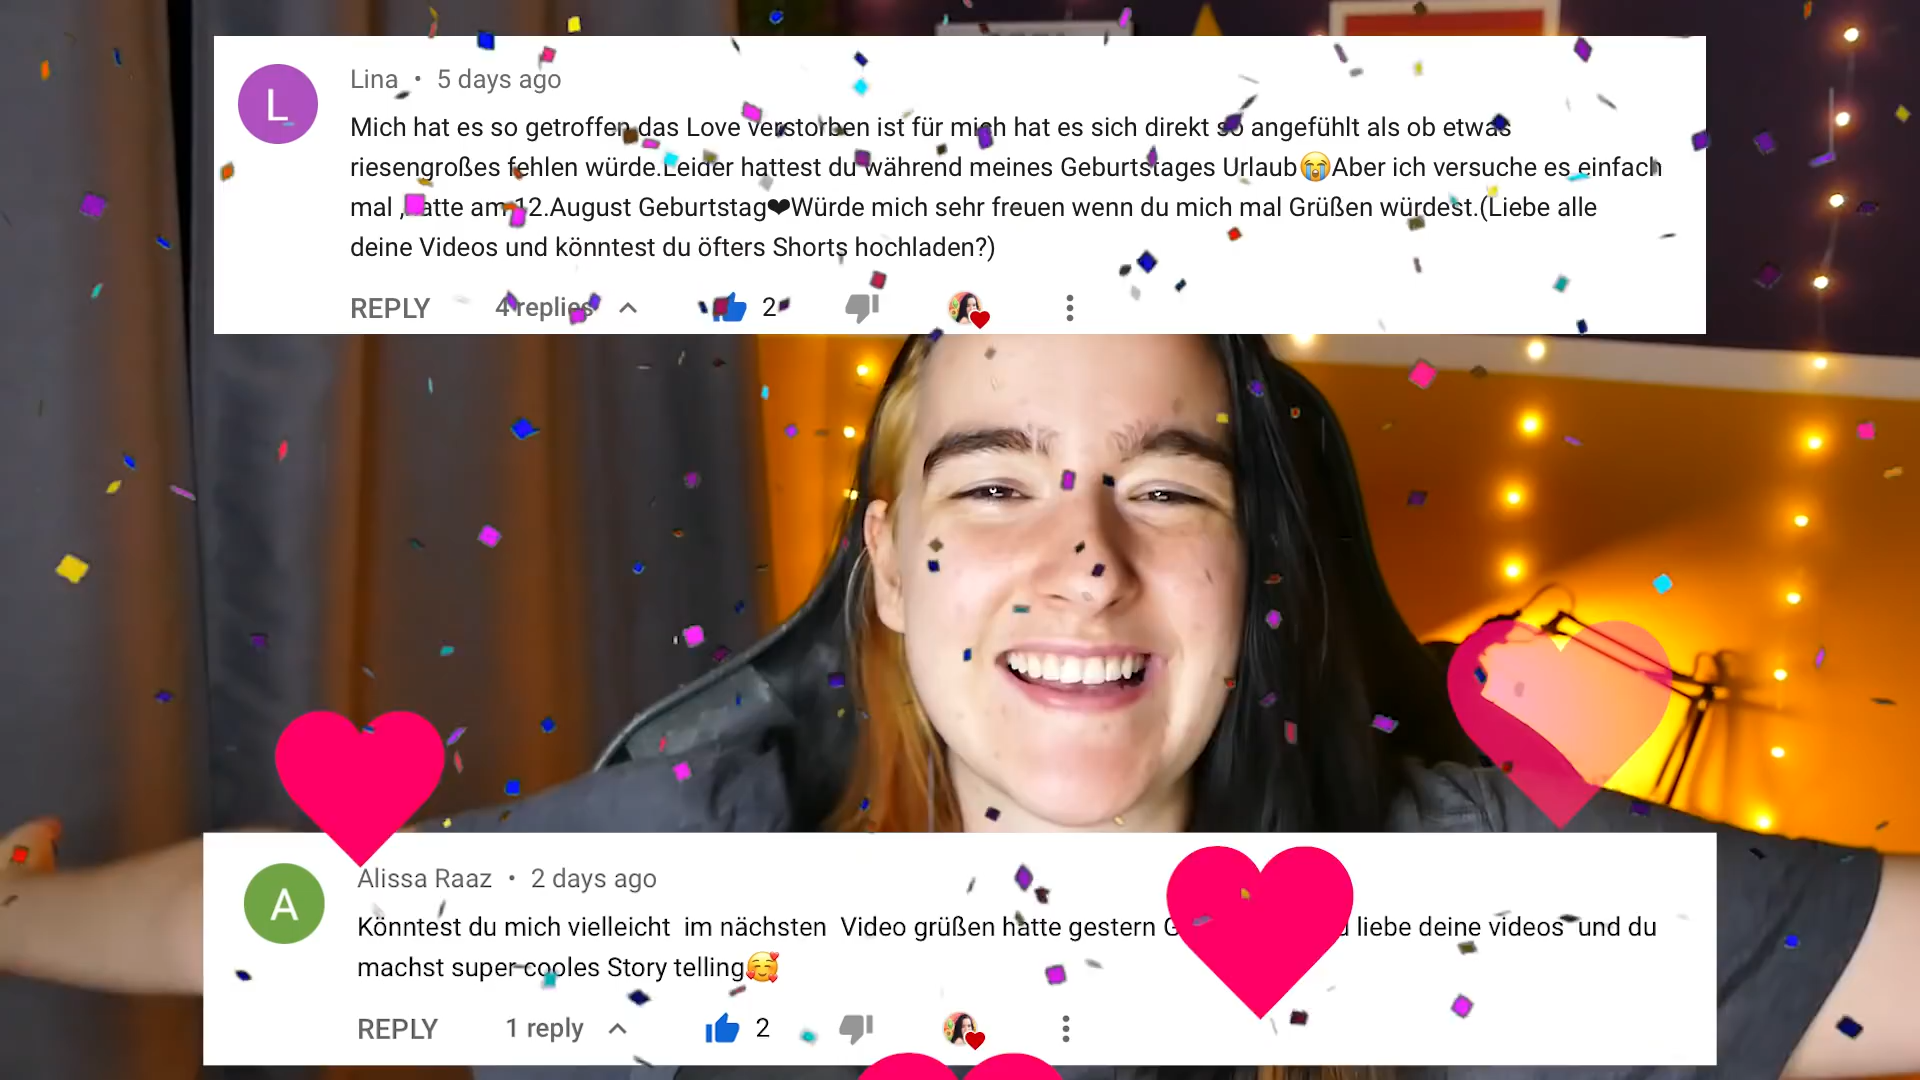 L
Lina • 5 days ago
Mich hat es so getroffen das Love verstorben ist für mich hat es sich direkt so angefühlt als ob etwas
riesengroßes fehlen würde.Leider hattest du während meines Geburtstages Urlaub😭Aber ich versuche es einfach
mal ,hatte am 12.August Geburtstag❤Würde mich sehr freuen wenn du mich mal Grüßen würdest.(Liebe alle
deine Videos und könntest du öfters Shorts hochladen?)
REPLY 4 replies 2
A
Alissa Raaz • 2 days ago
Könntest du mich vielleicht im nächsten Video grüßen hatte gestern liebe deine videos und du
machst super cooles Story telling🥰
REPLY 1 reply 2